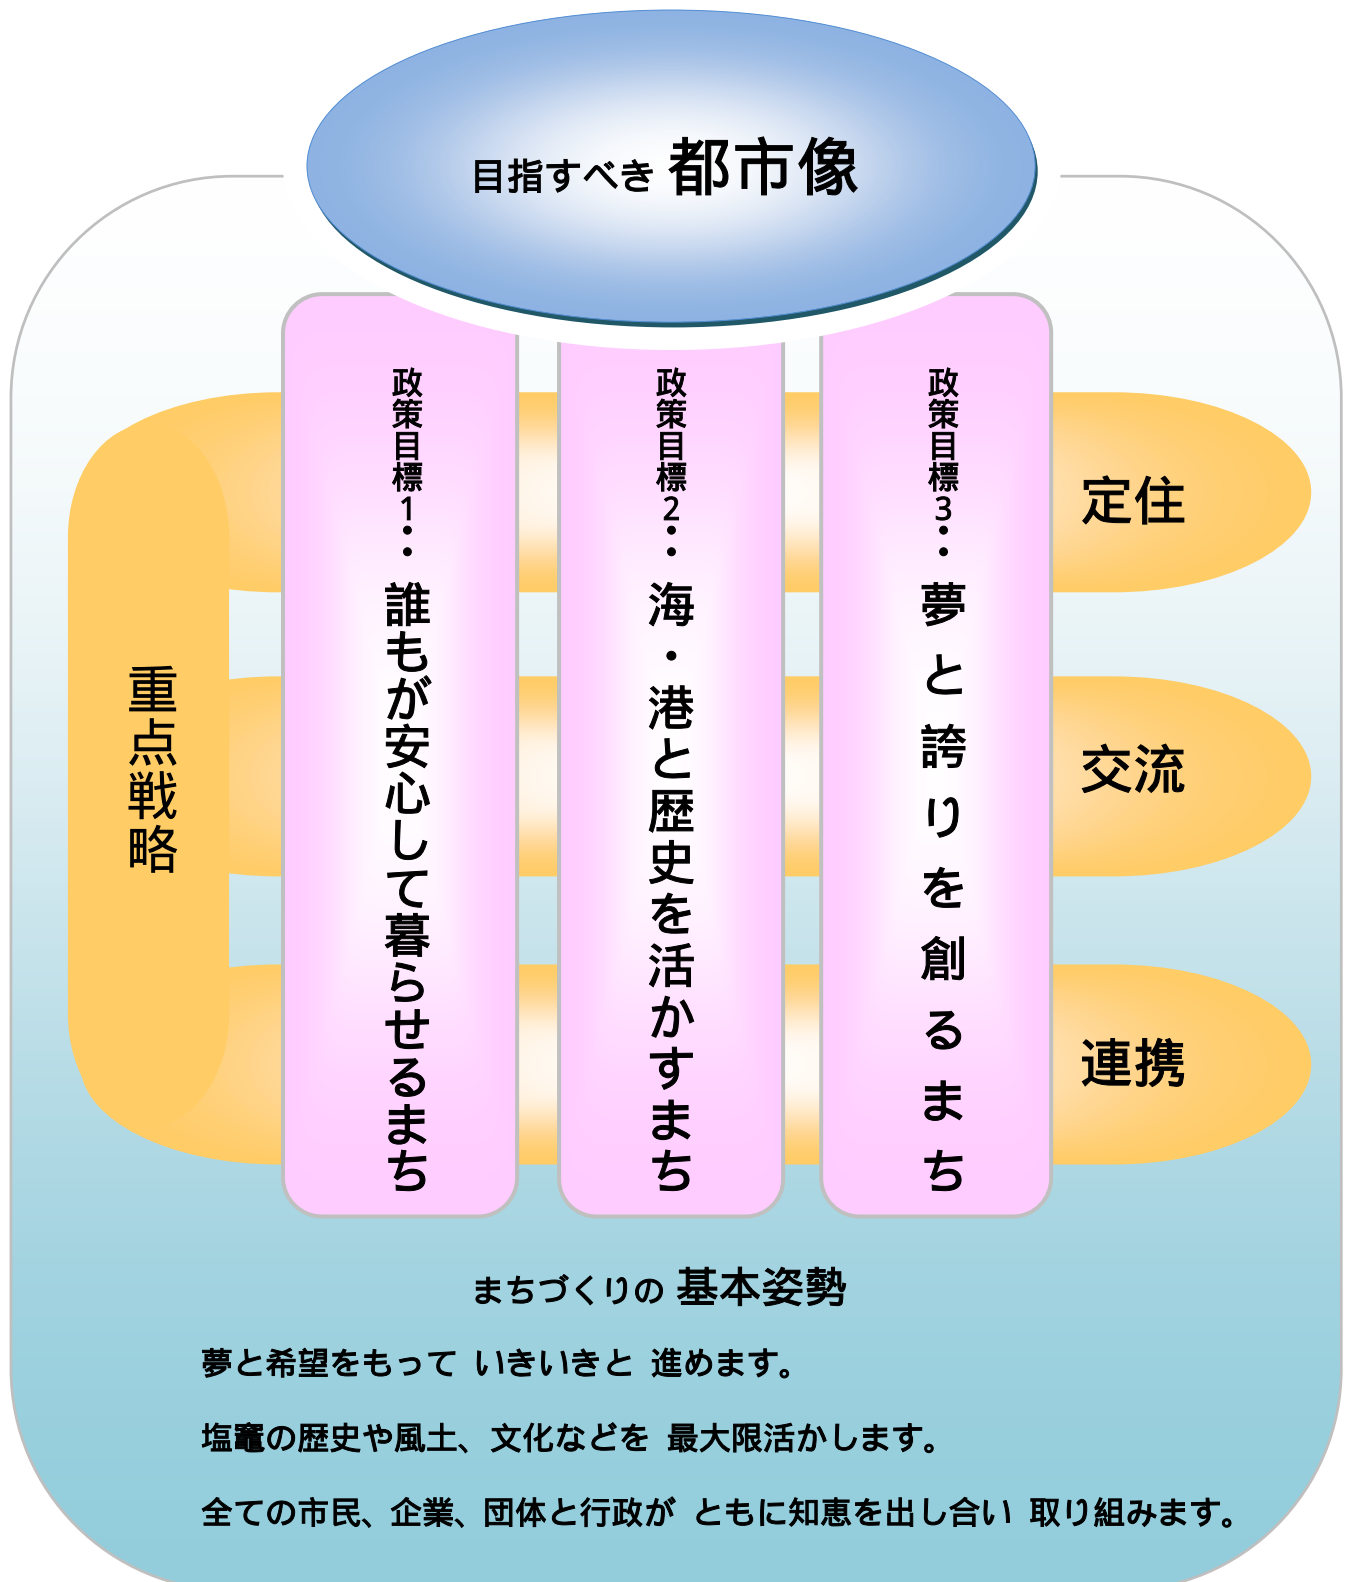 目指すべき 都市像
政策目標1：誰もが安心して暮らせるまち
政策目標2：海・港と歴史を活かすまち
政策目標3：夢と誇りを創るまち
重点戦略
定住
交流
連携
まちづくりの 基本姿勢
夢と希望をもって いきいきと 進めます。
塩竈の歴史や風土、文化などを 最大限活かします。
全ての市民、企業、団体と行政が ともに知恵を出し合い 取り組みます。